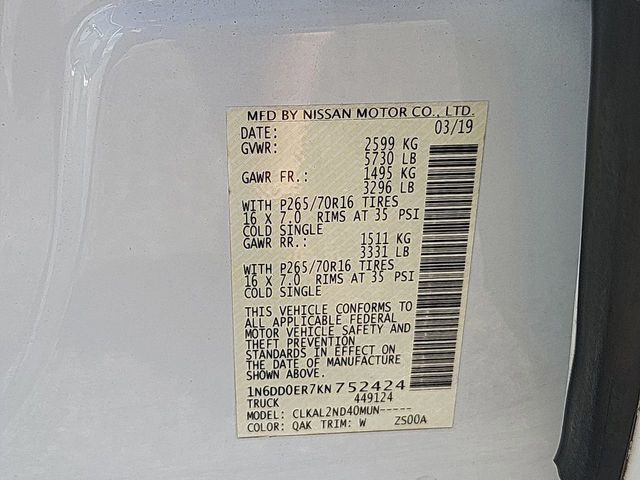 MFD BY NISSAN MOTOR CO., LTD.
DATE: 03/19
GVWR: 2599 KG
5730 LB
GAWR FR.: 1495 KG
3296 LB
WITH P265/70R16 TIRES
16 X 7.0 RIMS AT 35 PSI
COLD SINGLE
GAWR RR.: 1511 KG
3331 LB
WITH P265/70R16 TIRES
16 X 7.0 RIMS AT 35 PSI
COLD SINGLE
THIS VEHICLE CONFORMS TO
ALL APPLICABLE FEDERAL
MOTOR VEHICLE SAFETY AND
THEFT PREVENTION
STANDARDS IN EFFECT ON
THE DATE OF MANUFACTURE
SHOWN ABOVE.
1N6DD0ER7KN752424
TRUCK 449124
MODEL: CLKAL2ND40MUN-----
COLOR: QAK TRIM: W ZS00A